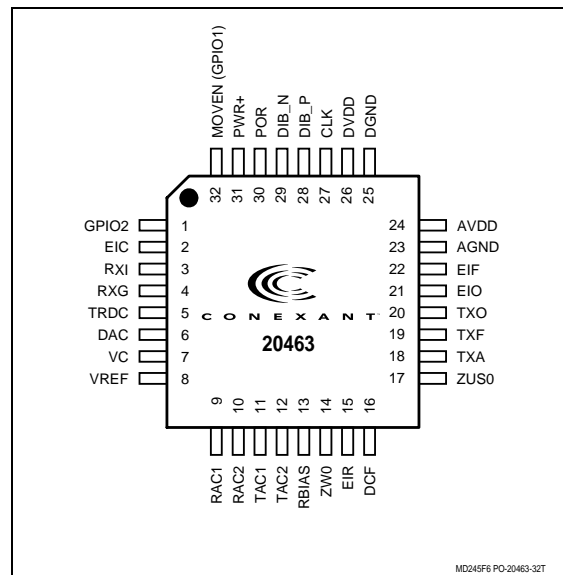 MOVEN (GPIO1)
PWR+
POR
DIB_N
DIB_P
CLK
DVDD
DGND
32
31
30
29
28
27
26
25
GPIO2 1
EIC 2
RXI 3
RXG 4
TRDC 5
DAC 6
VC 7
VREF 8
24 AVDD
23 AGND
22 EIF
21 EIO
20 TXO
19 TXF
18 TXA
17 ZUS0
CONEXANT
20463
9
10
11
12
13
14
15
16
RAC1
RAC2
TAC1
TAC2
RBIAS
ZW0
EIR
DCF
MD245F6 PO-20463-32T